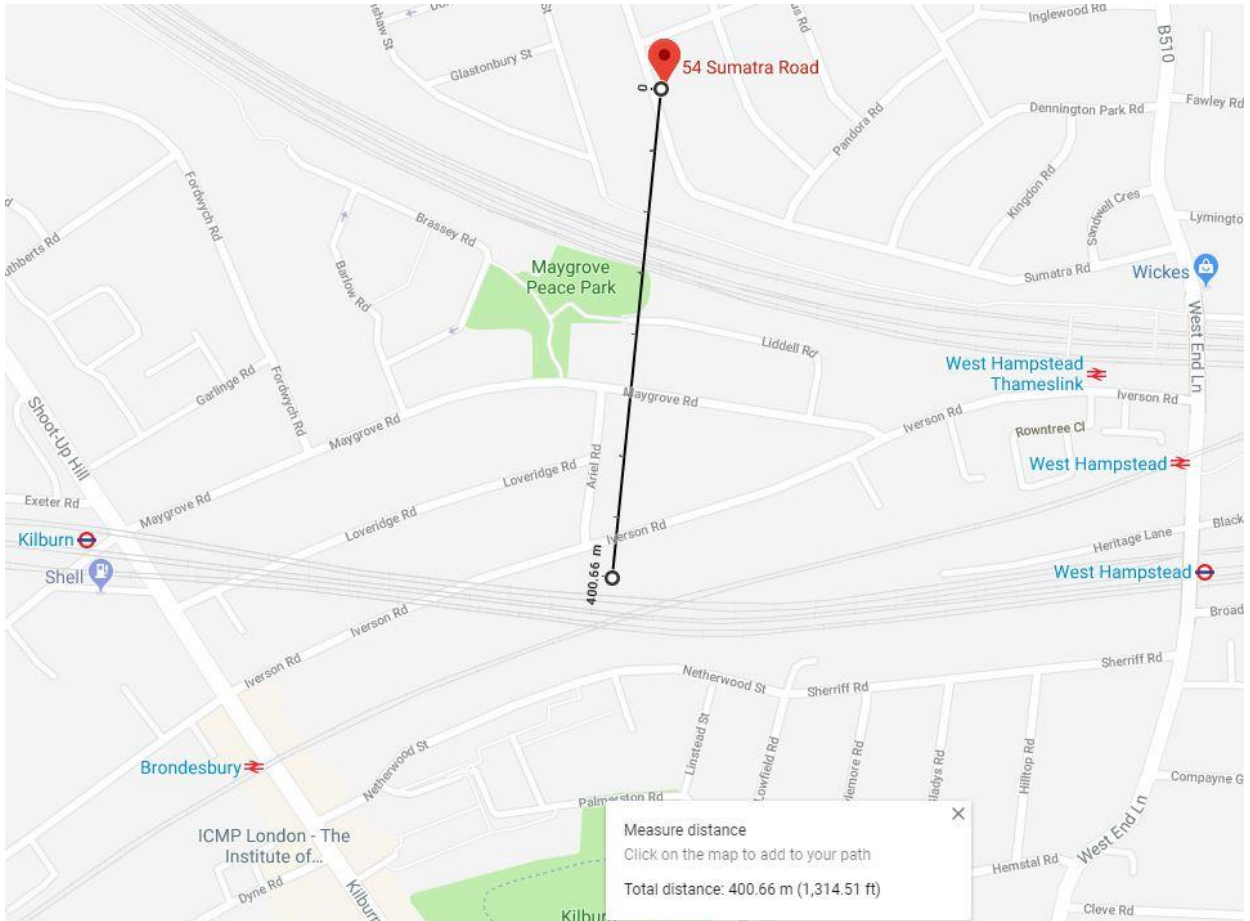 Inglewood Rd
B510
Glastonbury St
54 Sumatra Road
0
Pandora Rd
Dennington Park Rd
Fawley Rd
Fordwych Rd
Kingdon Rd
Sandwell Cres
Brassey Rd
Barlow Rd
Maygrove
Peace Park
Sumatra Rd
Wickes
West End Ln
Liddell Rd
West Hampstead
Thameslink
Iverson Rd
Garlinge Rd
Fordwych Rd
Maygrove Rd
Maygrove Rd
Iverson Rd
Rowntree Cl
Shoot-Up Hill
Ariel Rd
Loveridge Rd
West Hampstead
Exeter Rd
Maygrove Rd
Loveridge Rd
Iverson Rd
Kilburn
Shell
400.66 m
Heritage Lane
Black
West Hampstead
Iverson Rd
Broad
Netherwood St
Sherriff Rd
Sherriff Rd
Linstead St
Lowfield Rd
Gladys Rd
Hilltop Rd
Brondesbury
Netherwood St
Compayne G
Palmerston Rd
ICMP London - The
Institute of...
Measure distance
Click on the map to add to your path
Total distance: 400.66 m (1,314.51 ft)
West End Ln
Hemstal Rd
Dyne Rd
Kilburn
Kilbur
Cleve Rd